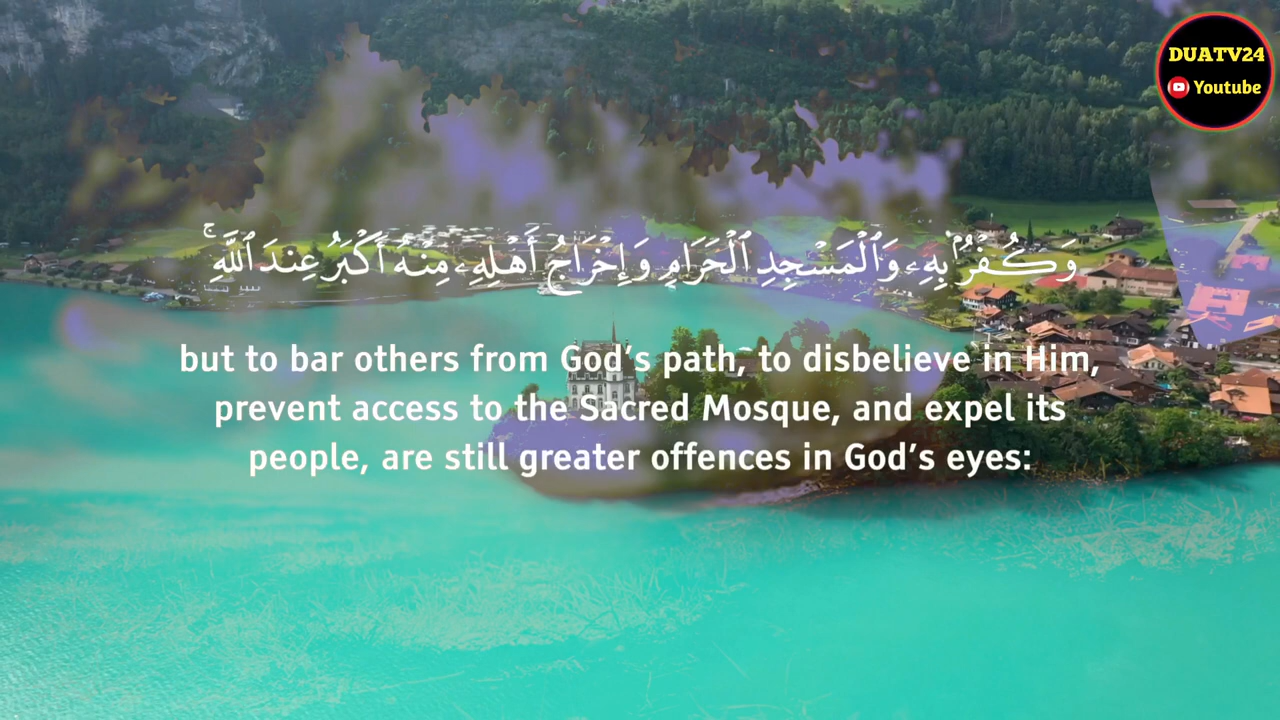 DUATV24
Youtube
وَكُفْرٌۢ بِهِۦ وَٱلْمَسْجِدِ ٱلْحَرَامِ وَإِخْرَاجُ أَهْلِهِۦ مِنْهُ أَكْبَرُ عِندَ ٱللَّهِ ۚ
but to bar others from God's path, to disbelieve in Him,
prevent access to the Sacred Mosque, and expel its
people, are still greater offences in God's eyes: